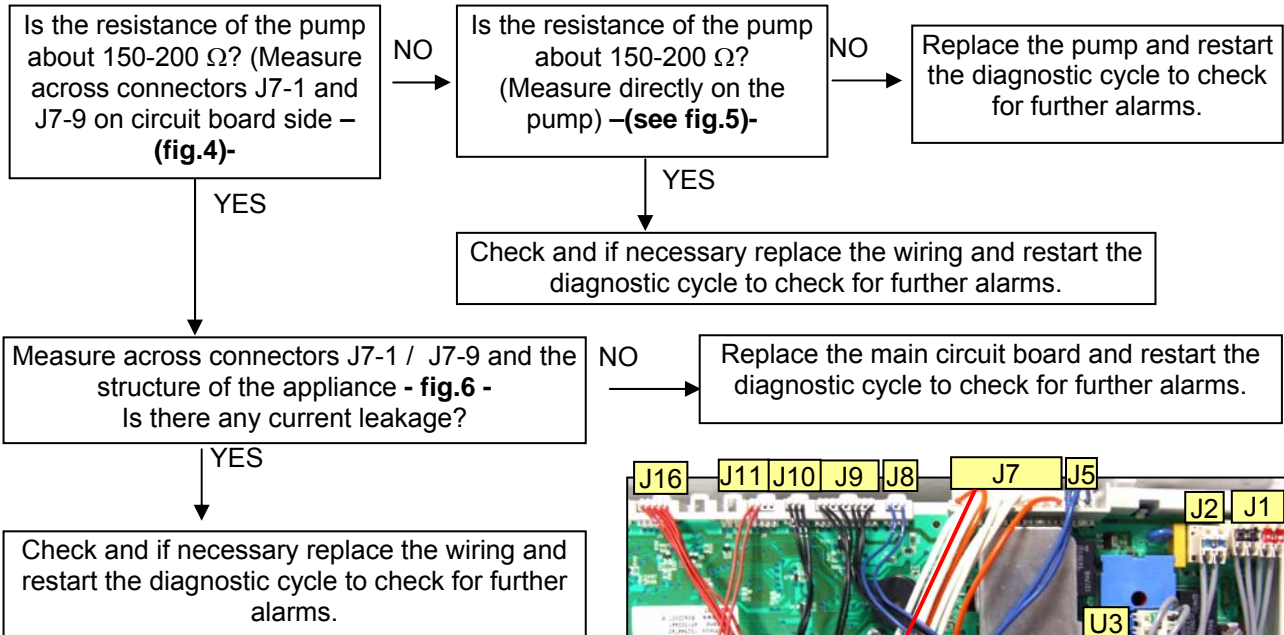 Is the resistance of the pump
about 150-200 Ω? (Measure
across connectors J7-1 and
J7-9 on circuit board side –
(fig.4)-
NO
Is the resistance of the pump
about 150-200 Ω?
(Measure directly on the
pump) –(see fig.5)-
NO
Replace the pump and restart
the diagnostic cycle to check
for further alarms.
YES
YES
Check and if necessary replace the wiring and restart the
diagnostic cycle to check for further alarms.
Measure across connectors J7-1 / J7-9 and the
structure of the appliance - fig.6 -
Is there any current leakage?
NO
Replace the main circuit board and restart the
diagnostic cycle to check for further alarms.
YES
Check and if necessary replace the wiring and
restart the diagnostic cycle to check for further
alarms.
J16 J11 J10 J9 J8 J7 J5
J2 J1
U3